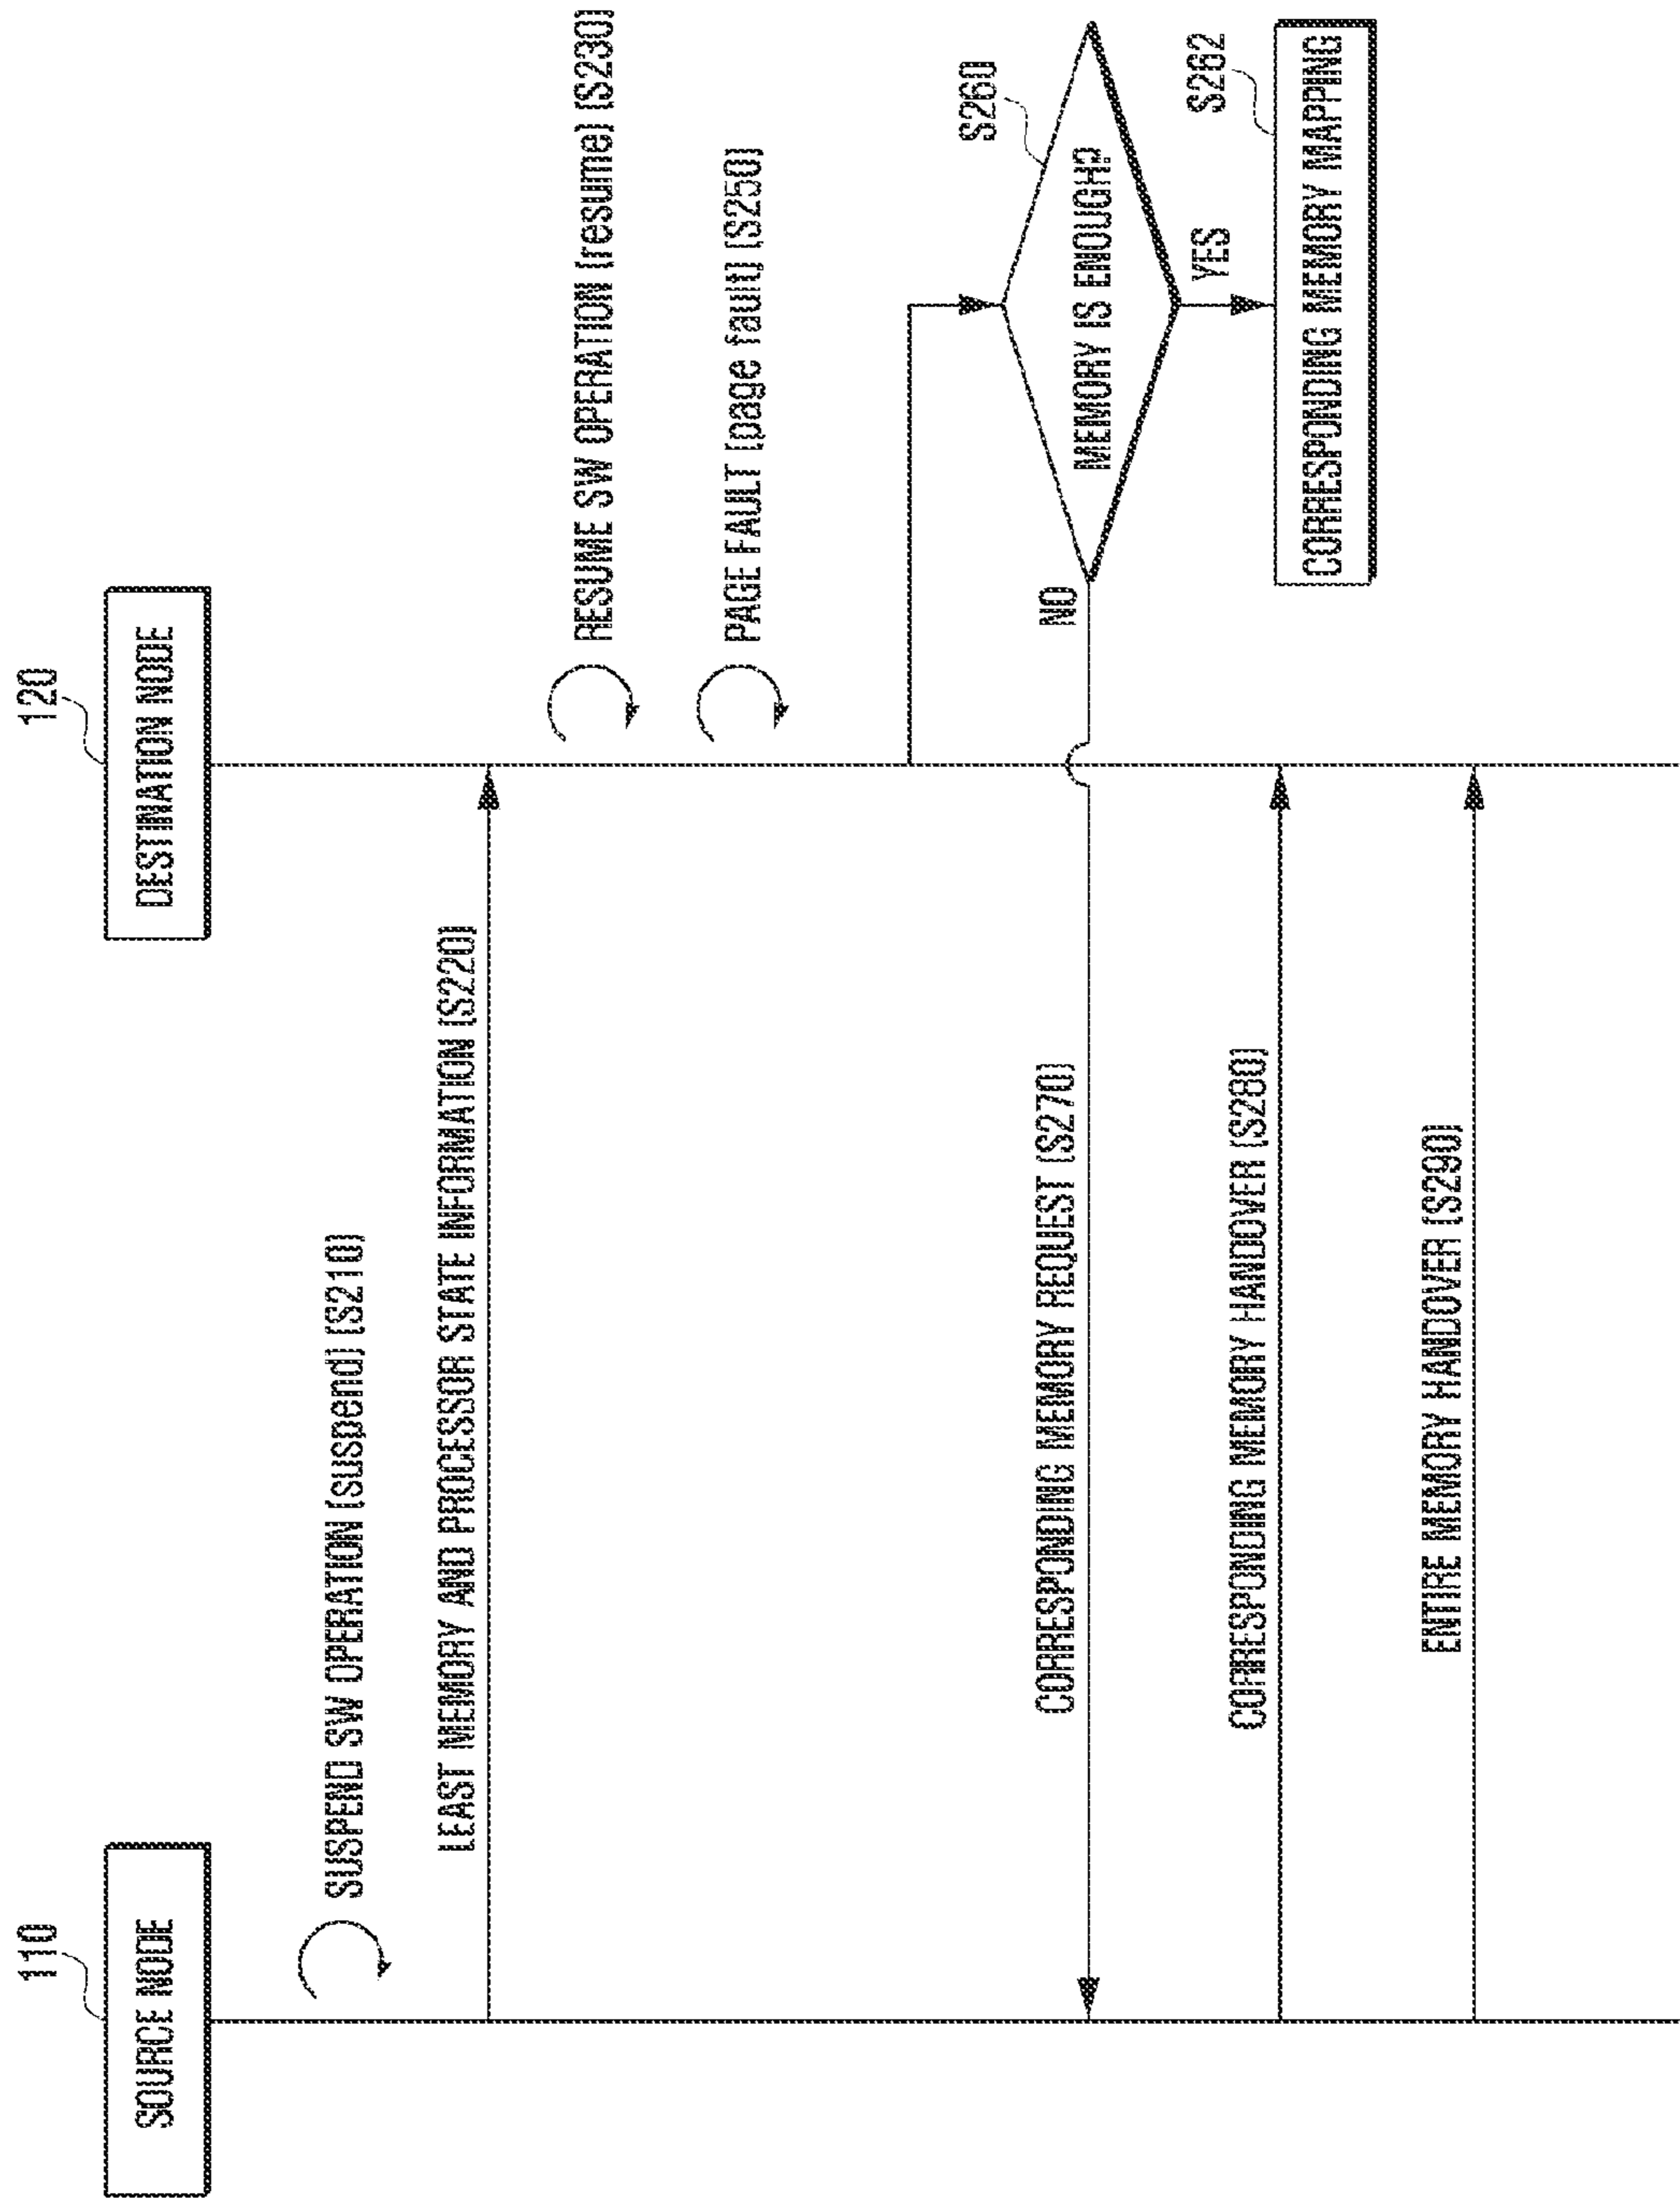 110
SOURCE NODE
120
DESTINATION NODE
SUSPEND SW OPERATION (suspend) (S210)
LEAST MEMORY AND PROCESSOR STATE INFORMATION (S220)
RESUME SW OPERATION (resume) (S230)
PAGE FAULT (page fault) (S250)
S260
MEMORY IS ENOUGH?
NO
YES
CORRESPONDING MEMORY REQUEST (S270)
S262
CORRESPONDING MEMORY MAPPING
CORRESPONDING MEMORY HANDOVER (S280)
ENTIRE MEMORY HANDOVER (S290)